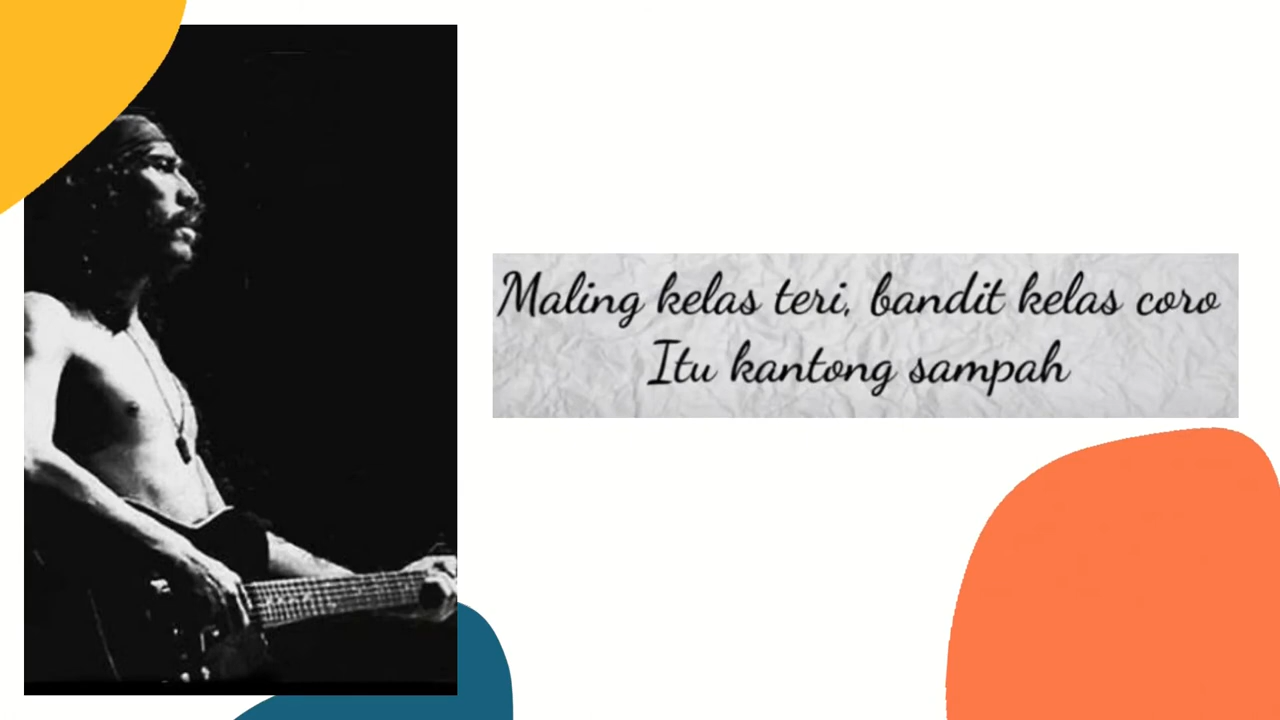 Maling kelas teri, bandit kelas coro
Itu kantong sampah